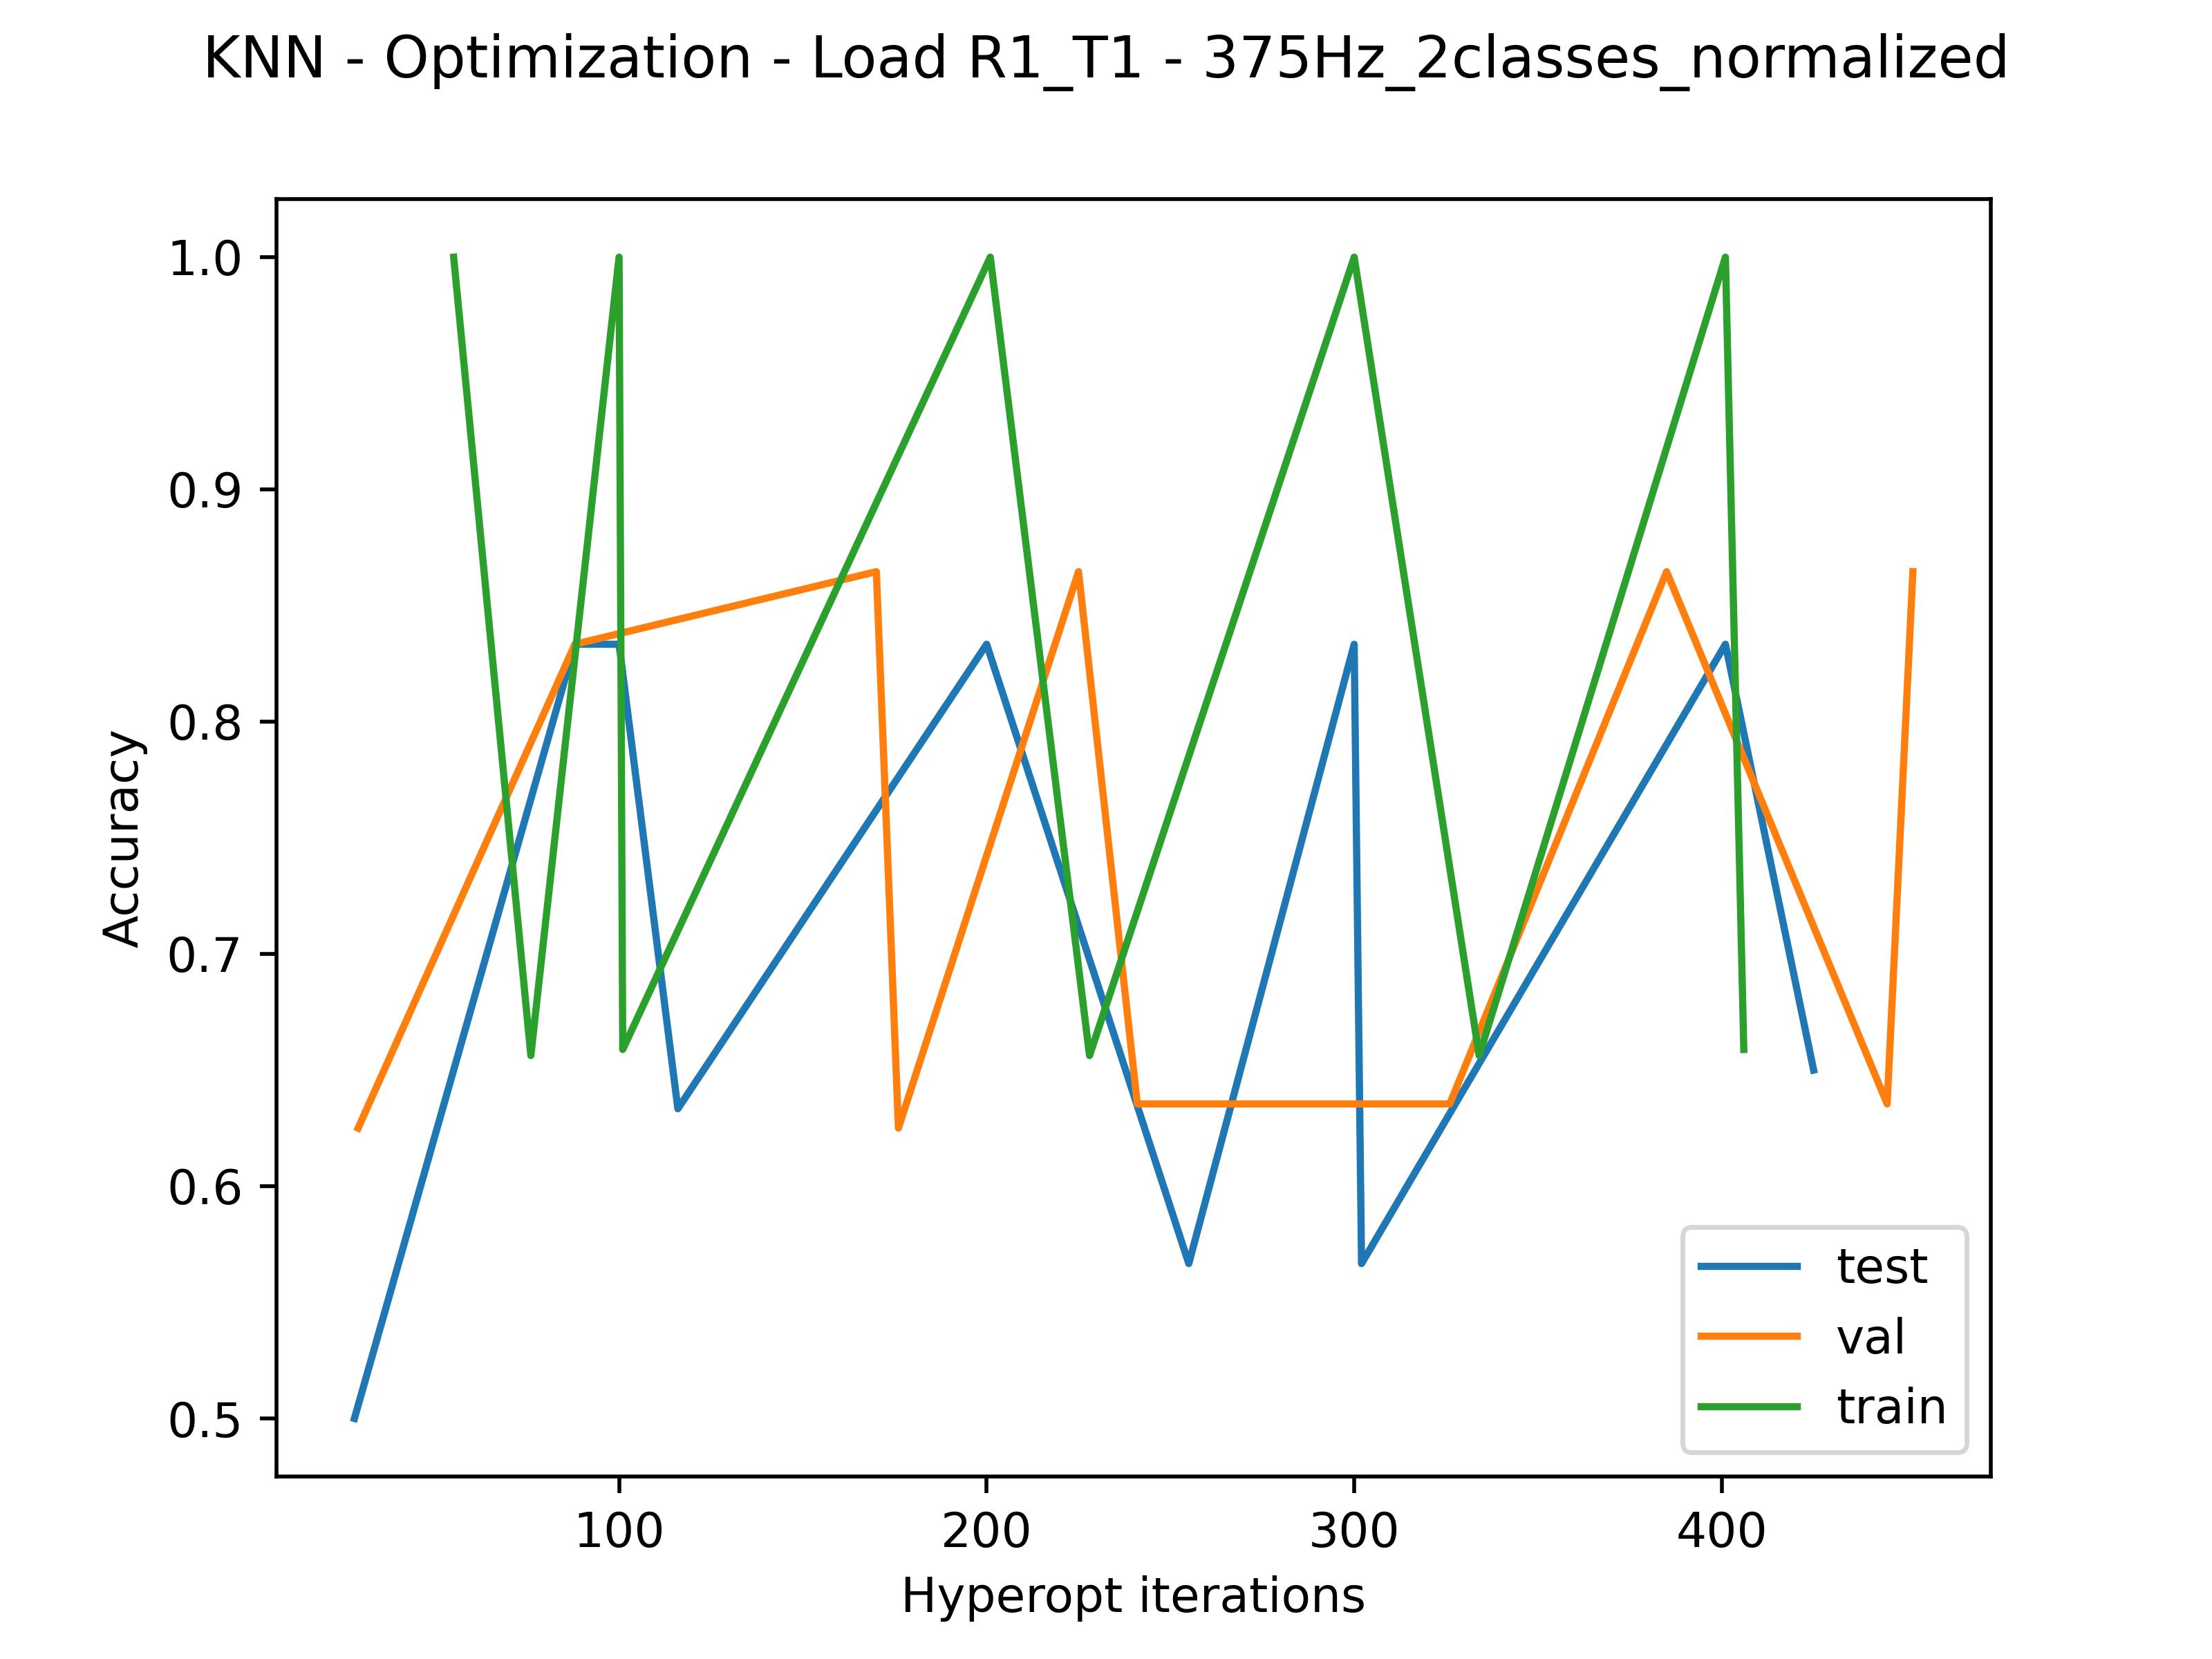 KNN - Optimization - Load R1_T1 - 375Hz_2classes_normalized
1.0
0.9
0.8
0.7
0.6
0.5
Accuracy
100 200 300 400
Hyperopt iterations
test
val
train